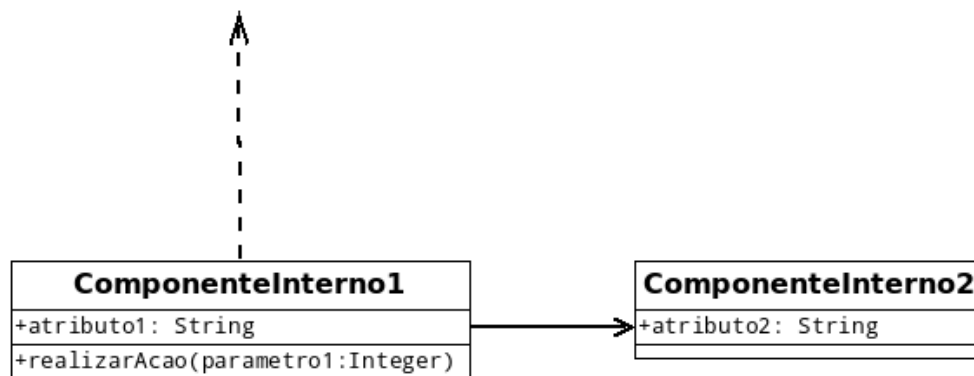 ComponenteInterno1
+atributo1: String
+realizarAcao(parametro1:Integer)
ComponenteInterno2
+atributo2: String